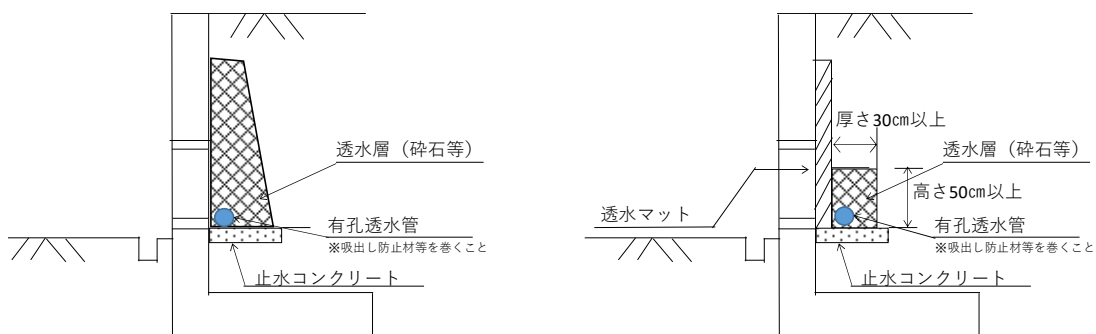 透水層（砕石等）
有孔透水管
※吸出し防止材等を巻くこと
止水コンクリート
厚さ30㎝以上
透水層（砕石等）
高さ50㎝以上
透水マット
有孔透水管
※吸出し防止材等を巻くこと
止水コンクリート